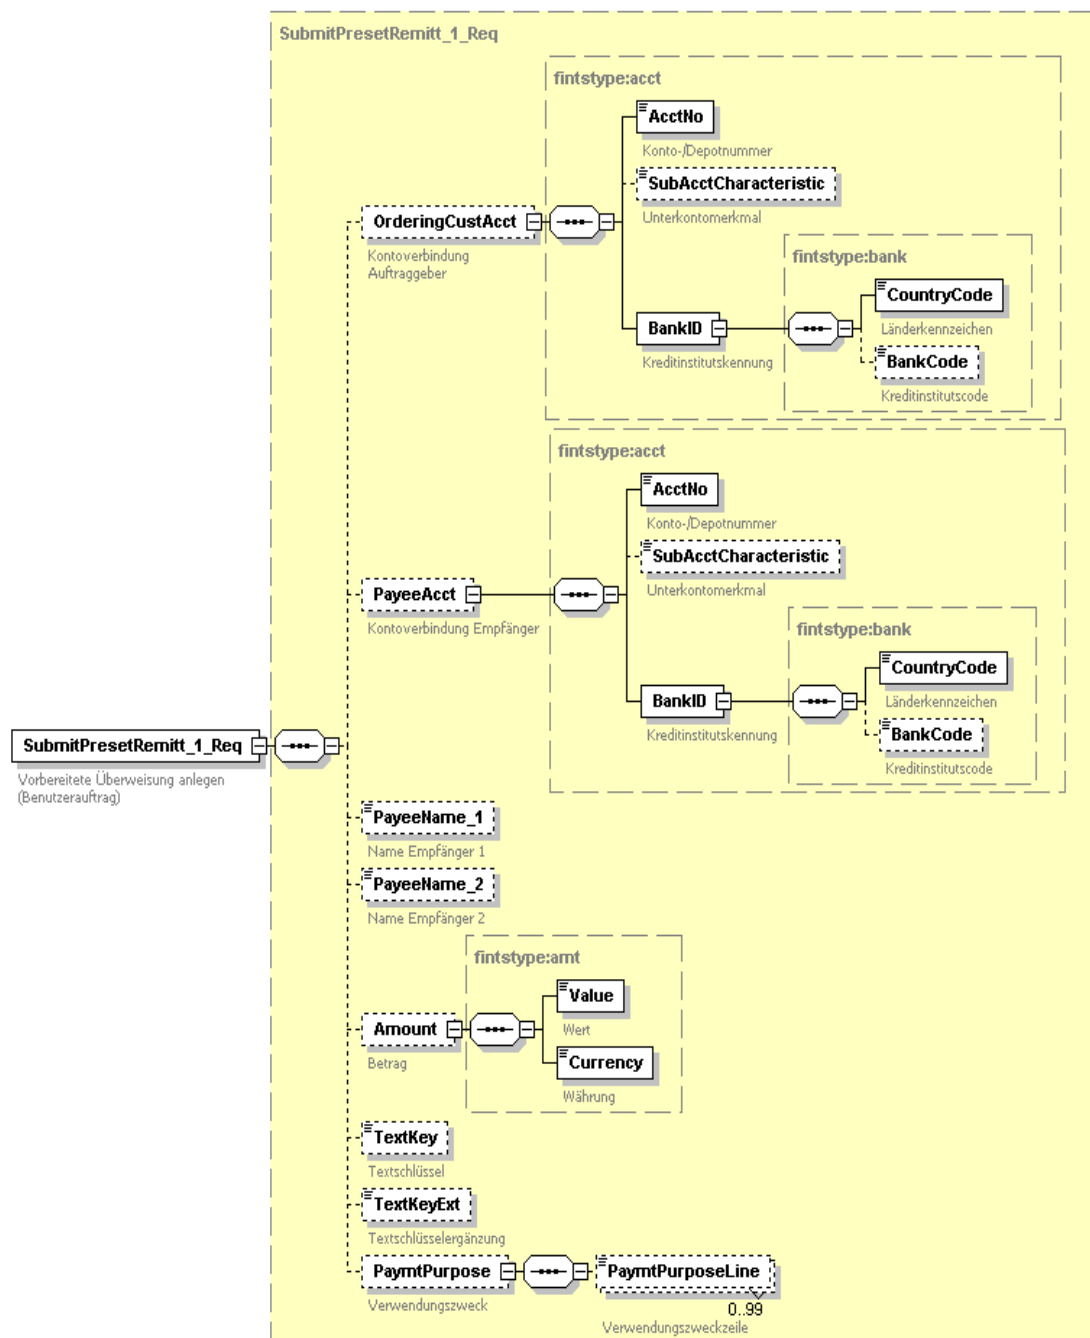 SubmitPresetRemitt_1_Req
fintstype:acct
AcctNo
Konto-/Depotnummer
SubAcctCharacteristic
Unterkontomerkmal
OrderingCustAcct
Kontoverbindung
Auftraggeber
fintstype:bank
CountryCode
Länderkennzeichen
BankID
Kreditinstitutskennung
BankCode
Kreditinstitutscode
fintstype:acct
AcctNo
Konto-/Depotnummer
SubAcctCharacteristic
Unterkontomerkmal
PayeeAcct
Kontoverbindung Empfänger
fintstype:bank
CountryCode
Länderkennzeichen
BankID
Kreditinstitutskennung
BankCode
Kreditinstitutscode
SubmitPresetRemitt_1_Req
Vorbereitete Überweisung anlegen
(Benutzerauftrag)
PayeeName_1
Name Empfänger 1
PayeeName_2
Name Empfänger 2
fintstype:amt
Value
Wert
Amount
Betrag
Currency
Währung
TextKey
Textschlüssel
TextKeyExt
Textschlüsselergänzung
PaymtPurpose
Verwendungszweck
PaymtPurposeLine
0..99
Verwendungszweckzeile